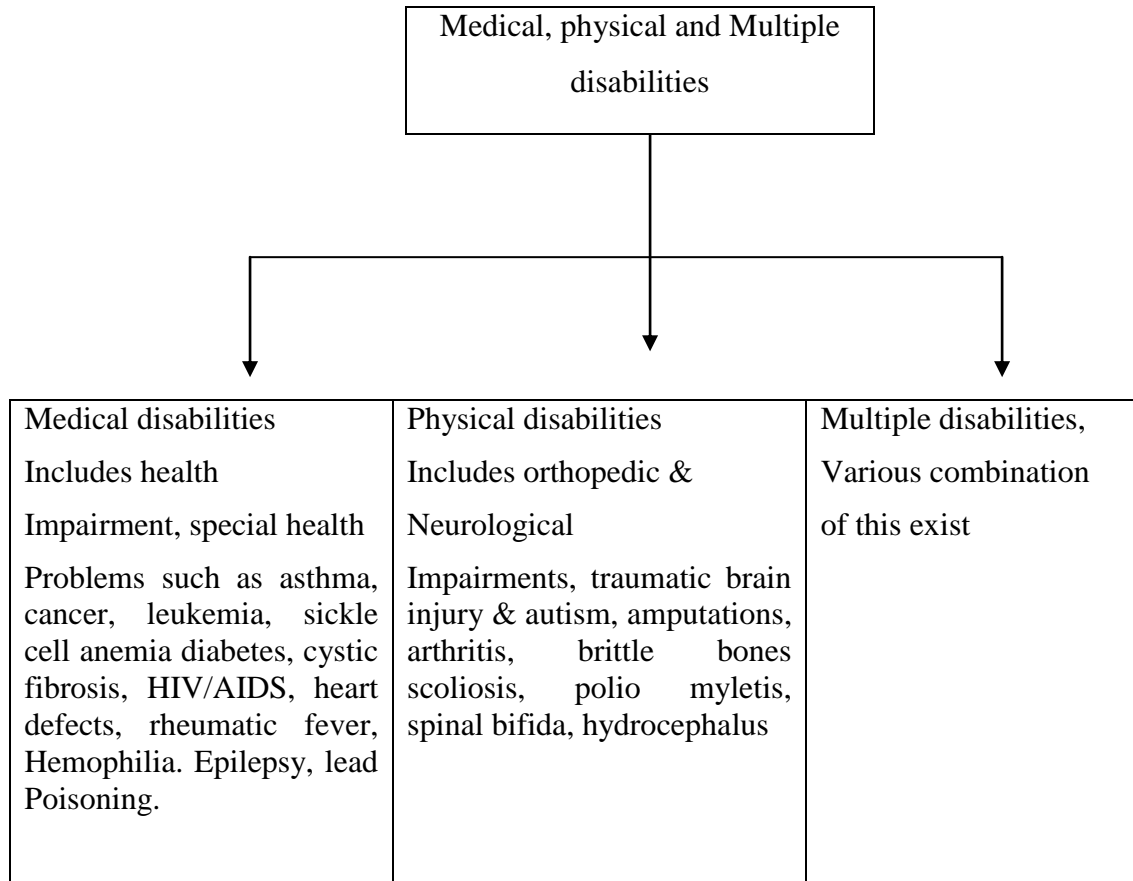 Medical, physical and Multiple
disabilities
Medical disabilities
Includes health
Impairment, special health
Problems such as asthma,
cancer, leukemia, sickle
cell anemia diabetes, cystic
fibrosis, HIV/AIDS, heart
defects, rheumatic fever,
Hemophilia. Epilepsy, lead
Poisoning.
Physical disabilities
Includes orthopedic &
Neurological
Impairments, traumatic brain
injury & autism, amputations,
arthritis, brittle bones
scoliosis, polio myletis,
spinal bifida, hydrocephalus
Multiple disabilities,
Various combination
of this exist